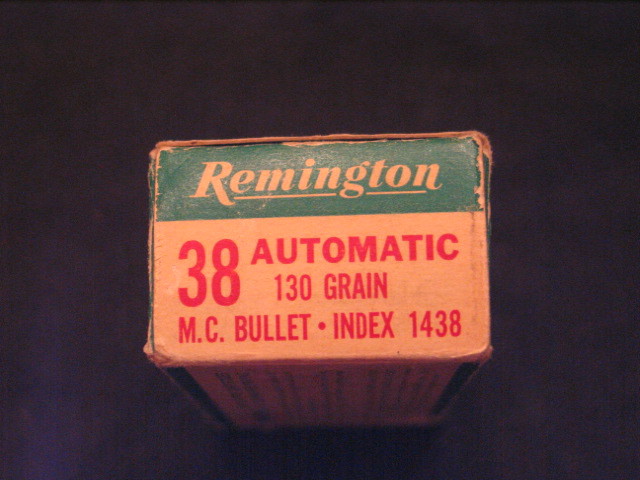 Remington
38 AUTOMATIC
130 GRAIN
M.C. BULLET • INDEX 1438